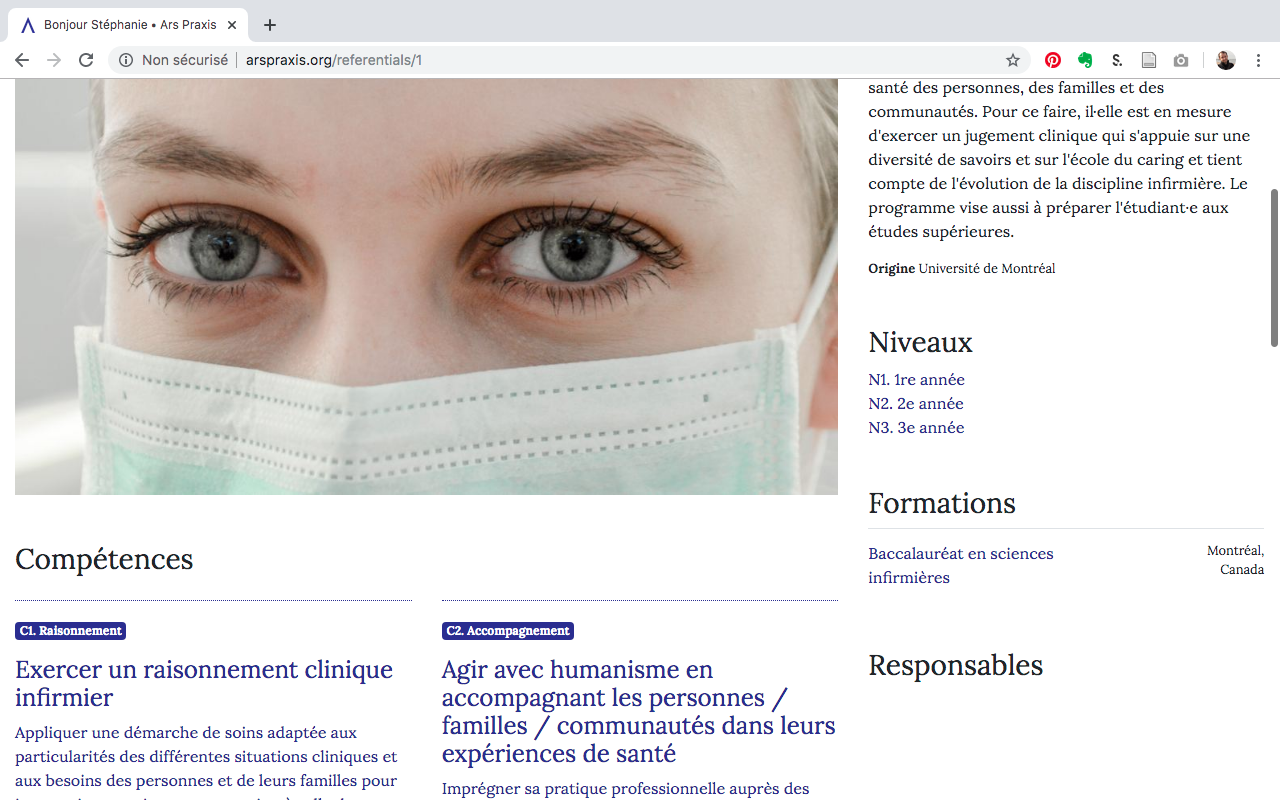 Bonjour Stéphanie • Ars Praxis
Non sécurisé
arspraxis.org/referentials/1
S.
santé des personnes, des familles et des
communautés. Pour ce faire, il·elle est en mesure
d'exercer un jugement clinique qui s'appuie sur une
diversité de savoirs et sur l'école du caring et tient
compte de l'évolution de la discipline infirmière. Le
programme vise aussi à préparer l'étudiant·e aux
études supérieures.
Origine Université de Montréal
Niveaux
N1. 1re année
N2. 2e année
N3. 3e année
Formations
Baccalauréat en sciences
infirmières
Montréal,
Canada
Responsables
Compétences
C1. Raisonnement
Exercer un raisonnement clinique
infirmier
Appliquer une démarche de soins adaptée aux
particularités des différentes situations cliniques et
aux besoins des personnes et de leurs familles pour
C2. Accompagnement
Agir avec humanisme en
accompagnant les personnes /
familles / communautés dans leurs
expériences de santé
Imprégner sa pratique professionnelle auprès des